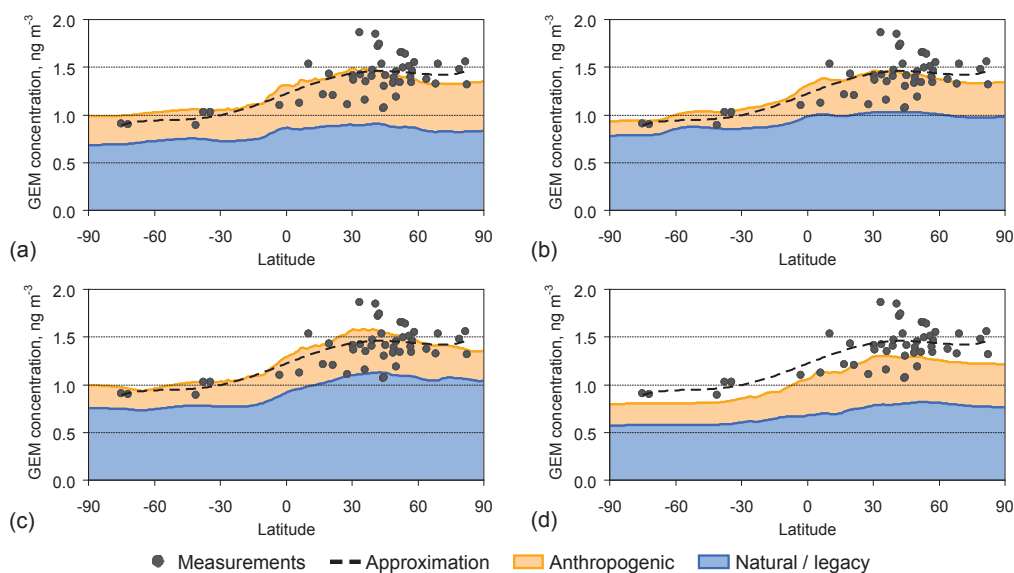 GEM concentration, ng m⁻³
2.0
1.5
1.0
0.5
0.0
-90 -60 -30 0 30 60 90
Latitude
(a)
GEM concentration, ng m⁻³
2.0
1.5
1.0
0.5
0.0
-90 -60 -30 0 30 60 90
Latitude
(b)
GEM concentration, ng m⁻³
2.0
1.5
1.0
0.5
0.0
-90 -60 -30 0 30 60 90
Latitude
(c)
GEM concentration, ng m⁻³
2.0
1.5
1.0
0.5
0.0
-90 -60 -30 0 30 60 90
Latitude
(d)
Measurements Approximation Anthropogenic Natural / legacy